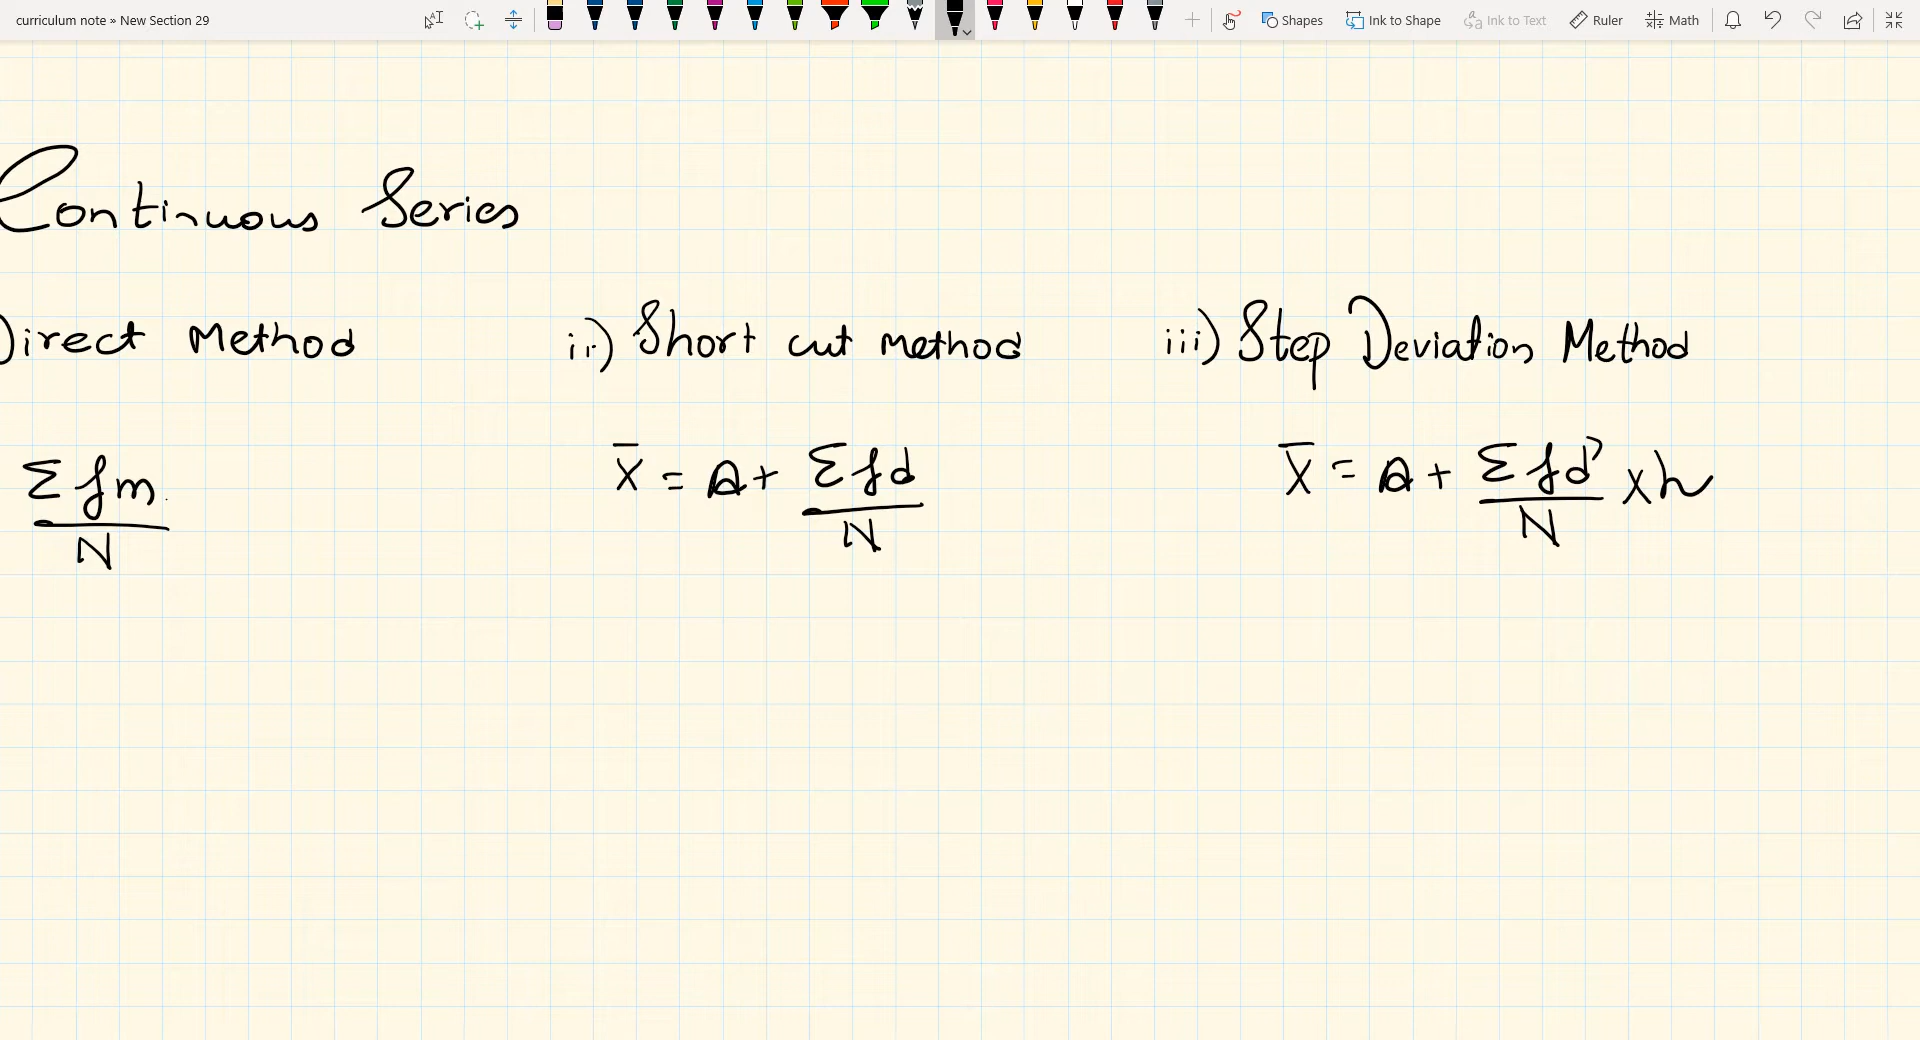 curriculum note » New Section 29
Shapes Ink to Shape Ink to Text Ruler Math
Continuous Series
Direct Method ii) Short cut method iii) Step Deviation Method
Σfm / N
X̄ = A + Σfd / N
X̄ = A + Σfd' / N × h